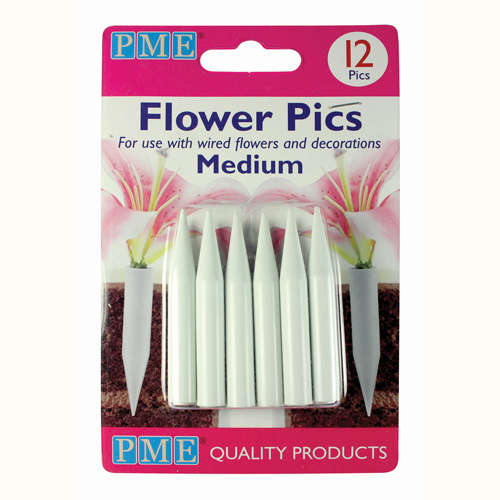 PME®
12
Pics
Flower Pics
For use with wired flowers and decorations
Medium
PME® QUALITY PRODUCTS